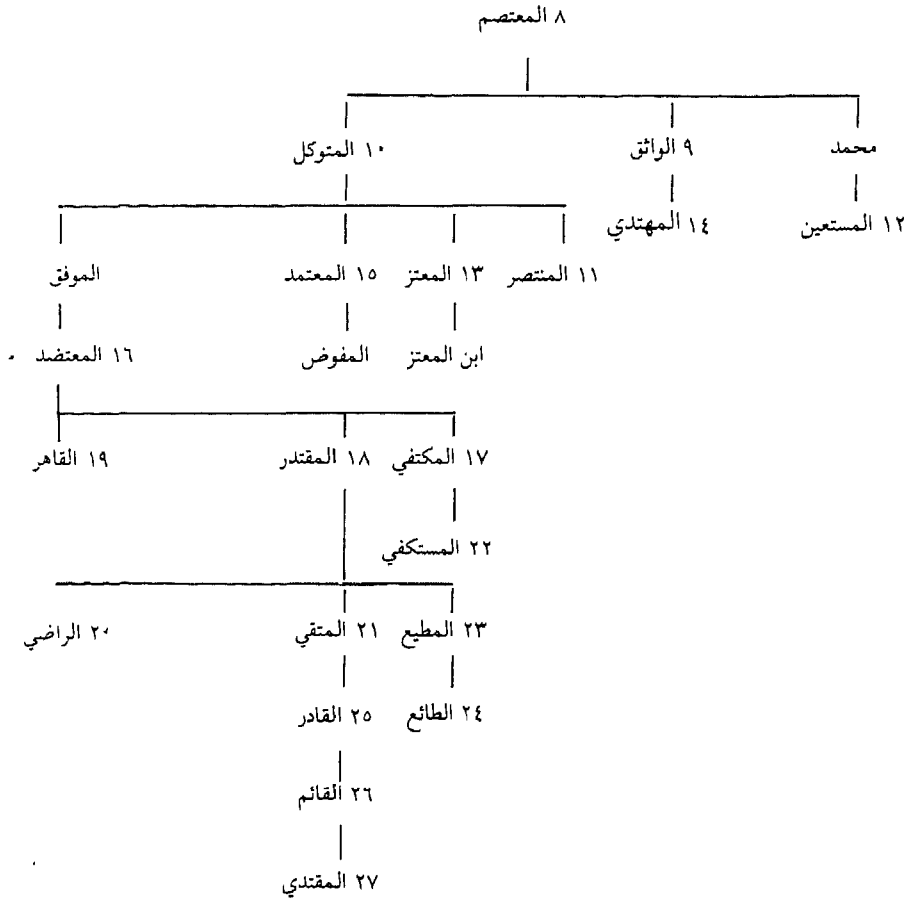 ٨ المعتصم
محمد ٩ الواثق ١٠ المتوكل
١٢ المستعين ١٤ المهتدي
١١ المنتصر ١٣ المعتز ١٥ المعتمد الموفق
ابن المعتز المفوض ١٦ المعتضد
١٧ المكتفي ١٨ المقتدر ١٩ القاهر
٢٢ المستكفي
٢٣ المطيع ٢١ المتقي ٢٠ الراضي
٢٤ الطائع ٢٥ القادر
٢٦ القائم
٢٧ المقتدي